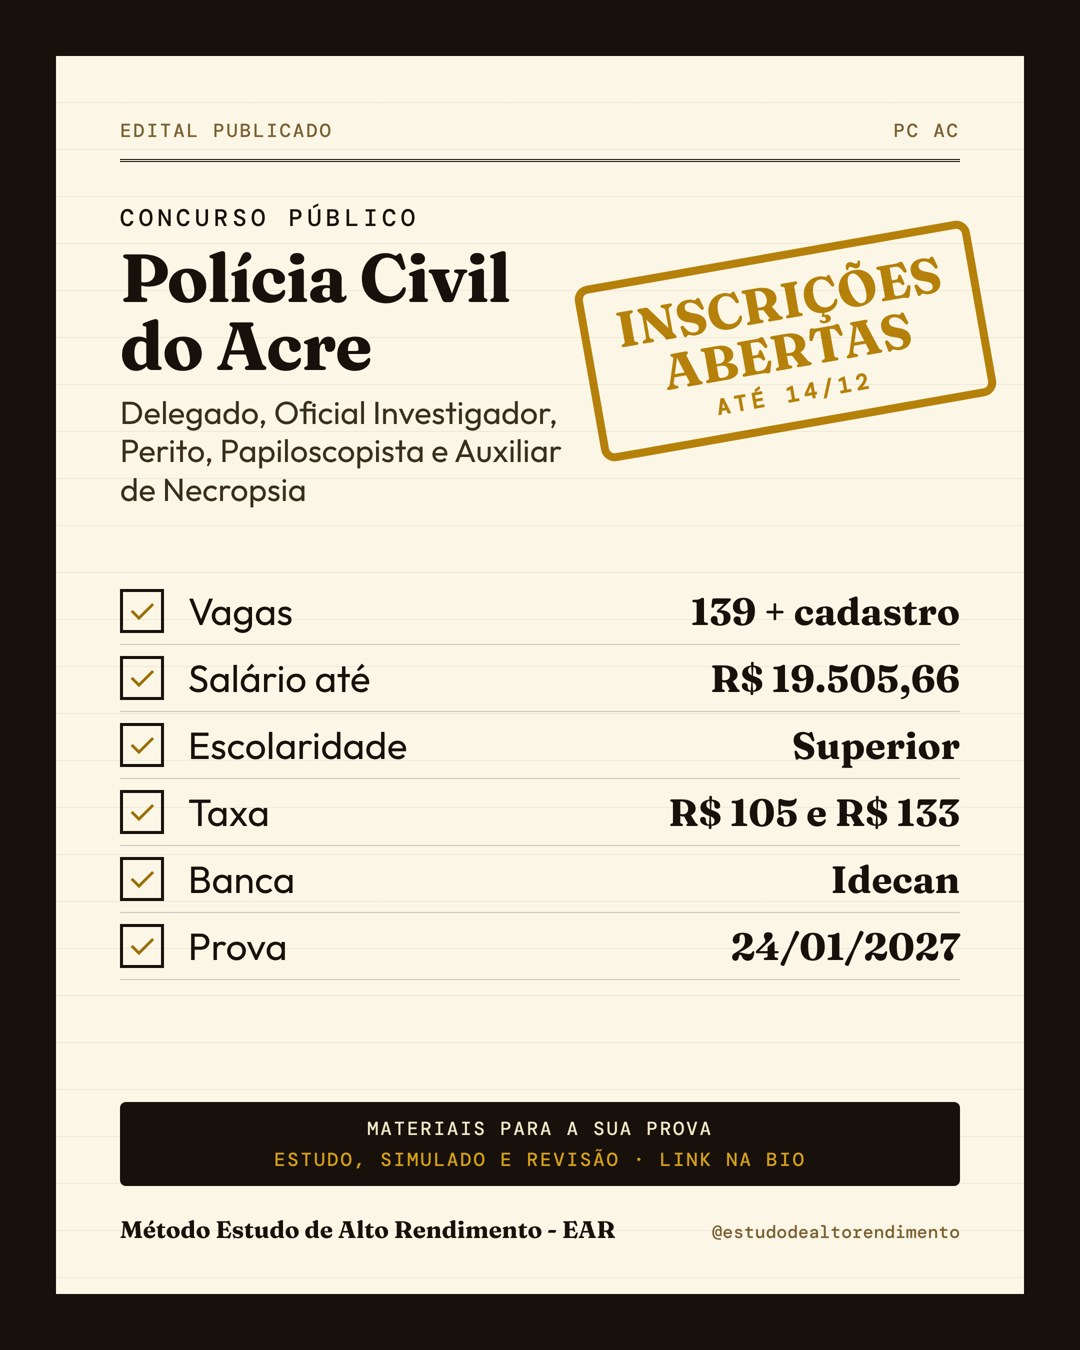 EDITAL PUBLICADO
PC AC
CONCURSO PÚBLICO
Polícia Civil
do Acre
Delegado, Oficial Investigador,
Perito, Papiloscopista e Auxiliar
de Necropsia
INSCRIÇÕES
ABERTAS
ATÉ 14/12
Vagas 139 + cadastro
Salário até R$ 19.505,66
Escolaridade Superior
Taxa R$ 105 e R$ 133
Banca Idecan
Prova 24/01/2027
MATERIAIS PARA A SUA PROVA
ESTUDO, SIMULADO E REVISÃO · LINK NA BIO
Método Estudo de Alto Rendimento - EAR
@estudodealtorendimento